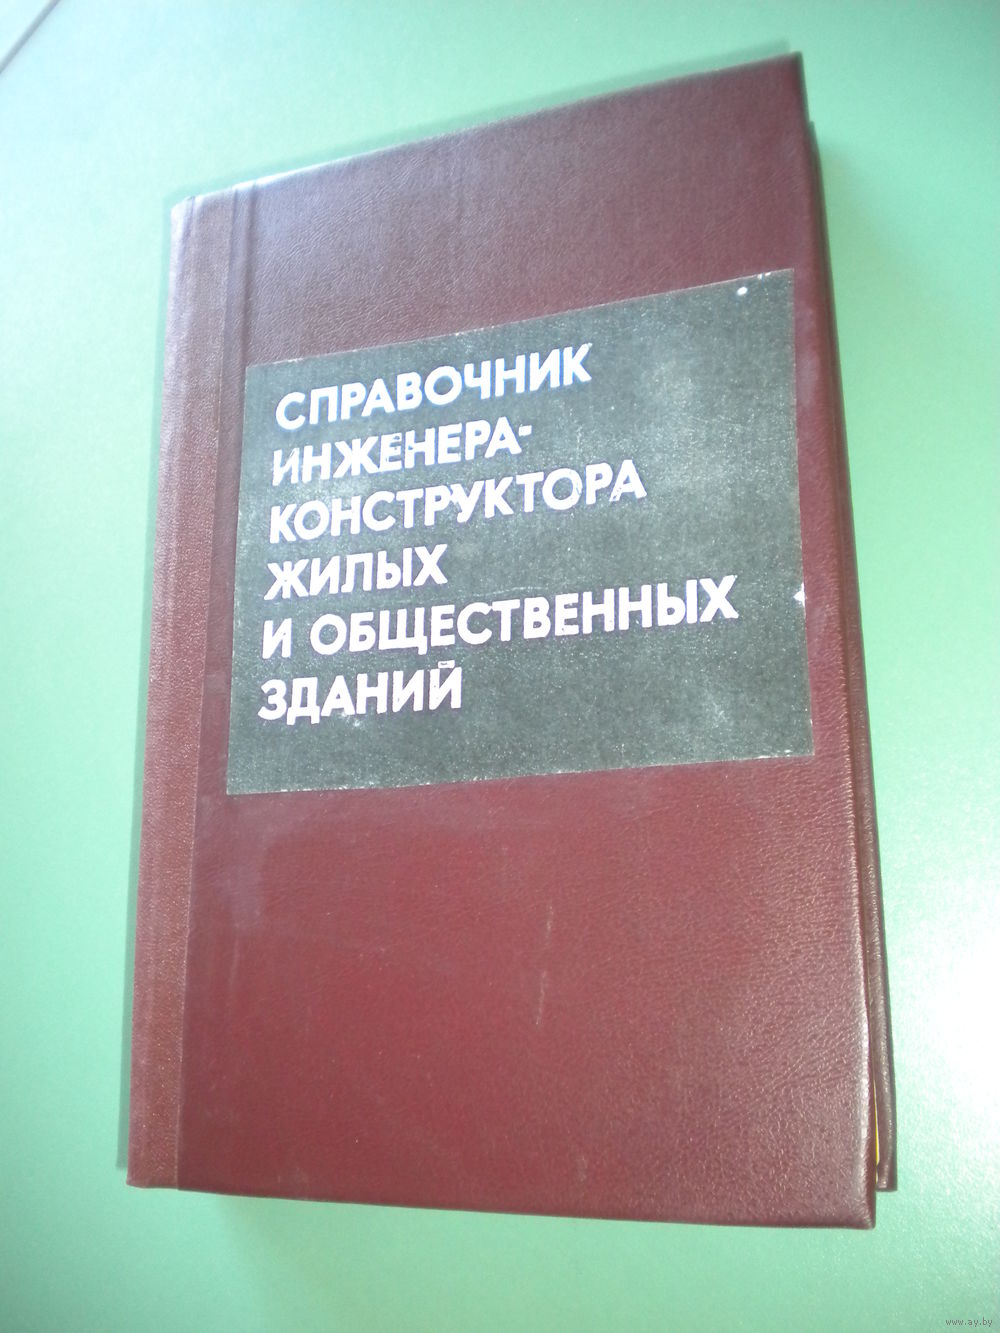 СПРАВОЧНИК
ИНЖЕНЕРА-
КОНСТРУКТОРА
ЖИЛЫХ
И ОБЩЕСТВЕННЫХ
ЗДАНИЙ
www.ay.by